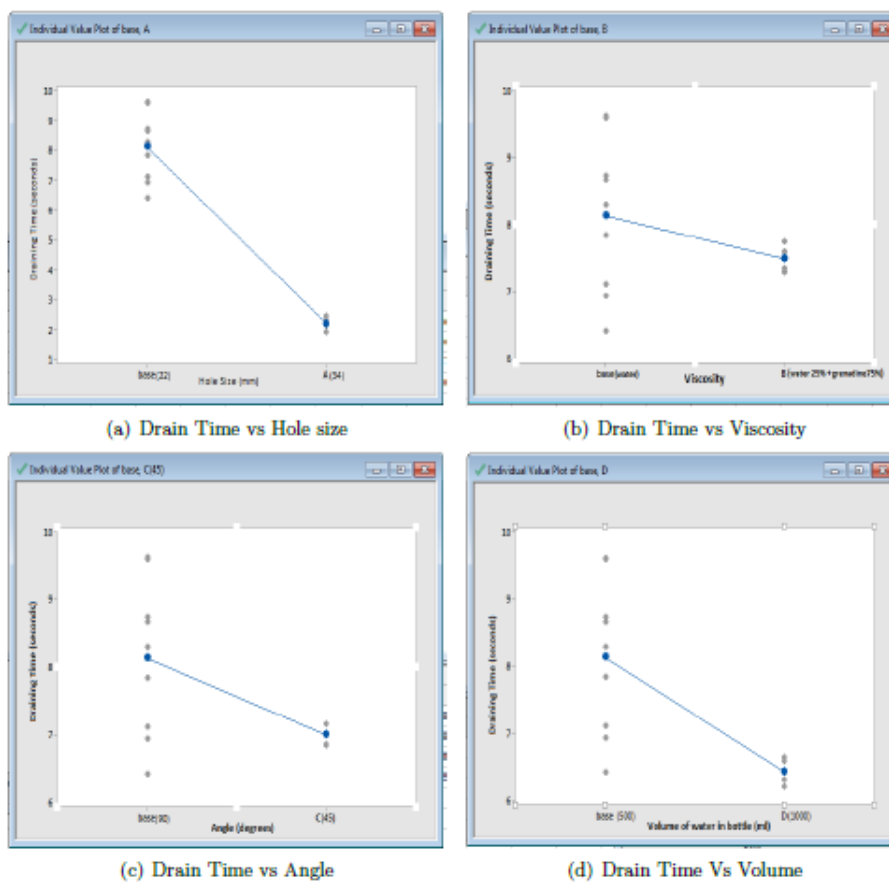 Individual Value Plot of base, A
10
9
8
7
6
5
4
3
2
1
Draining Time (seconds)
base(22)
A(34)
Hole Size (mm)
(a) Drain Time vs Hole size
Individual Value Plot of base, B
10
9
8
7
6
Draining Time (seconds)
base(water)
B (water 25%+grenadine75%)
Viscosity
(b) Drain Time vs Viscosity
Individual Value Plot of base, C(45)
10
9
8
7
6
Draining Time (seconds)
C(45)
Angle (degrees)
(c) Drain Time vs Angle
Individual Value Plot of base, D
10
9
8
7
6
Draining Time (seconds)
base (500)
D(1000)
Volume of water in bottle (ml)
(d) Drain Time Vs Volume